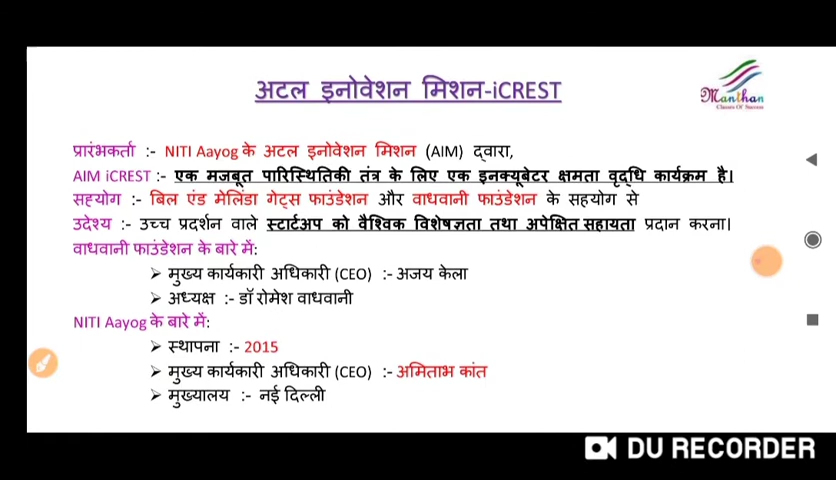 अटल इनोवेशन मिशन-iCREST
Manthan
Classes Of Success
प्रारंभकर्ता :- NITI Aayog के अटल इनोवेशन मिशन (AIM) द्वारा,
AIM iCREST :- एक मजबूत पारिस्थितिकी तंत्र के लिए एक इनक्यूबेटर क्षमता वृद्धि कार्यक्रम है।
सहयोग :- बिल एंड मेलिंडा गेट्स फाउंडेशन और वाधवानी फाउंडेशन के सहयोग से
उदेश्य :- उच्च प्रदर्शन वाले स्टार्टअप को वैश्विक विशेषज्ञता तथा अपेक्षित सहायता प्रदान करना।
वाधवानी फाउंडेशन के बारे में:
➤ मुख्य कार्यकारी अधिकारी (CEO) :- अजय केला
➤ अध्यक्ष :- डॉ रोमेश वाधवानी
NITI Aayog के बारे में:
➤ स्थापना :- 2015
➤ मुख्य कार्यकारी अधिकारी (CEO) :- अमिताभ कांत
➤ मुख्यालय :- नई दिल्ली
DU RECORDER